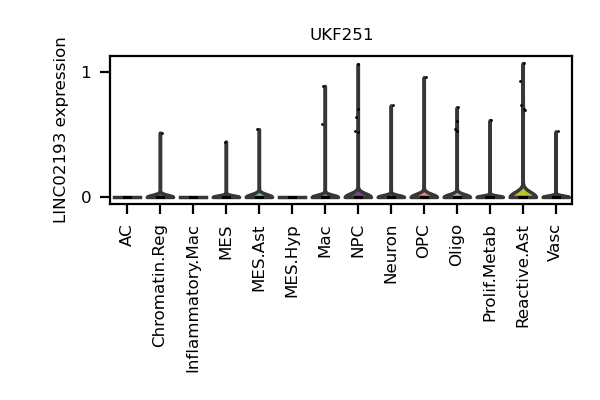 UKF251
LINC02193 expression
1
0
AC
Chromatin.Reg
Inflammatory.Mac
MES
MES.Ast
MES.Hyp
Mac
NPC
Neuron
OPC
Oligo
Prolif.Metab
Reactive.Ast
Vasc